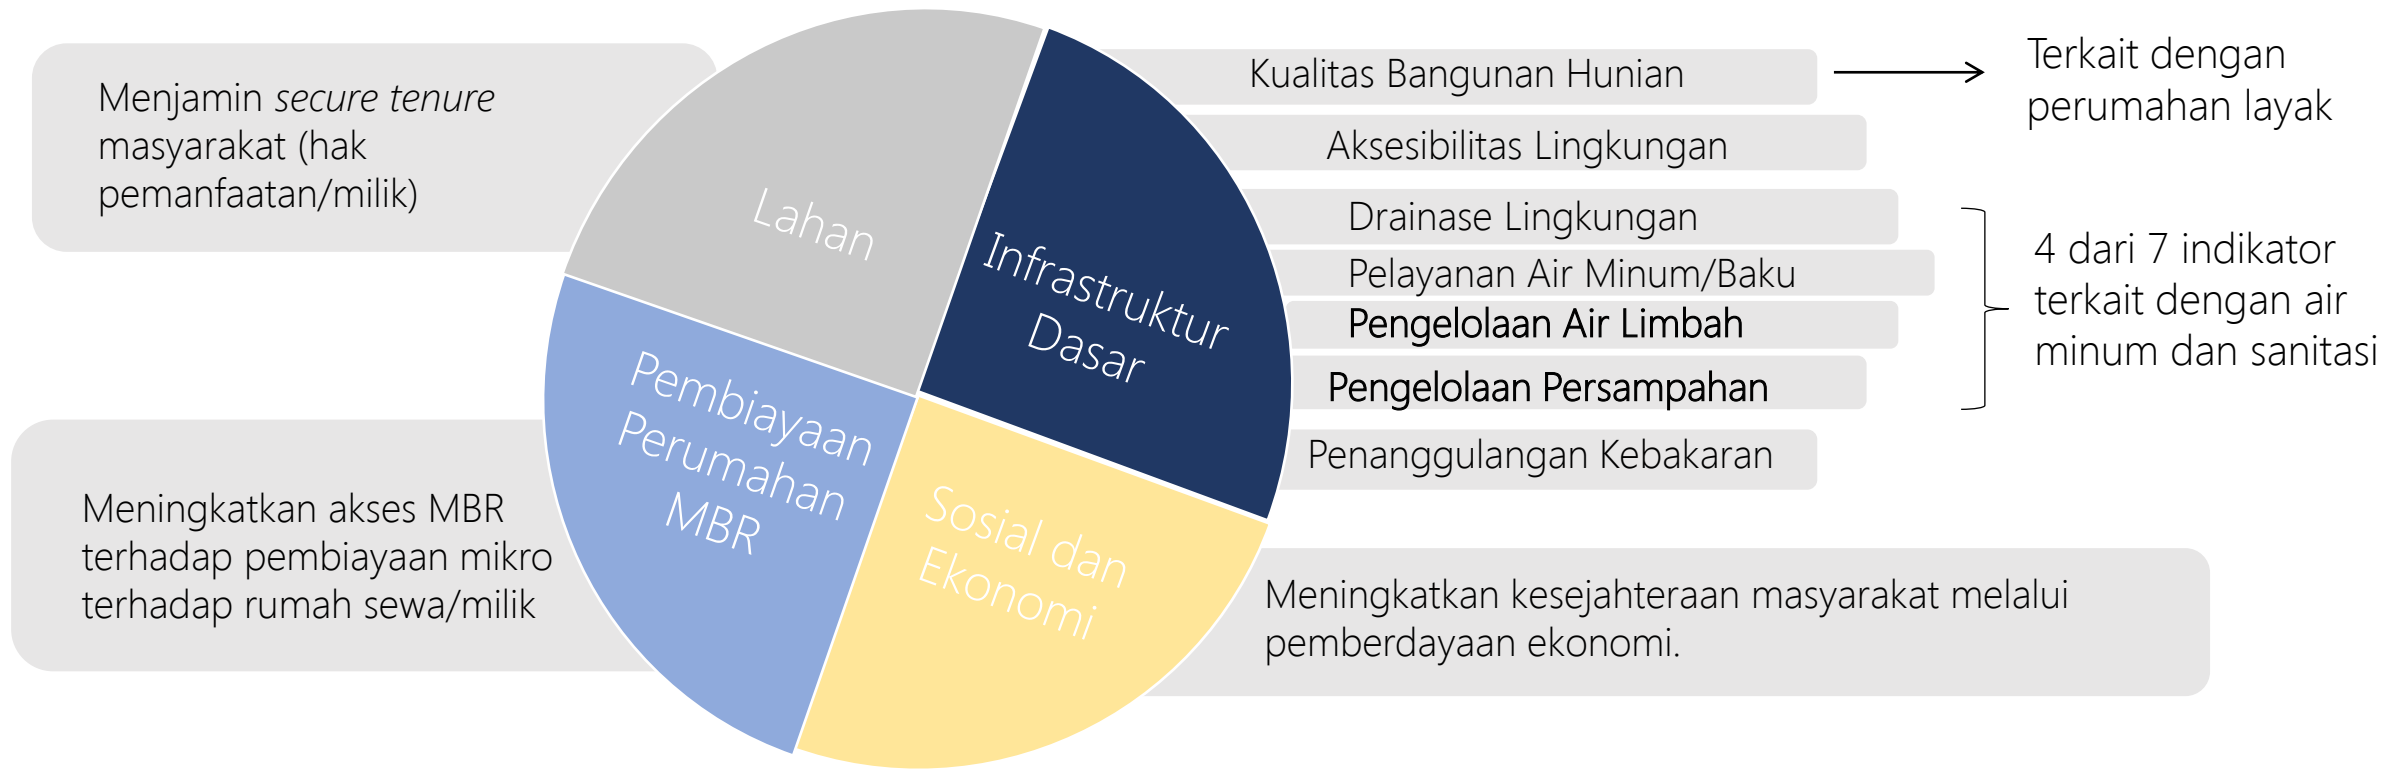 Menjamin secure tenure
masyarakat (hak
pemanfaatan/milik)
Lahan
Infrastruktur
Dasar
Pembiayaan
Perumahan
MBR
Sosial dan
Ekonomi
Kualitas Bangunan Hunian
Aksesibilitas Lingkungan
Drainase Lingkungan
Pelayanan Air Minum/Baku
Pengelolaan Air Limbah
Pengelolaan Persampahan
Penanggulangan Kebakaran
Terkait dengan
perumahan layak
4 dari 7 indikator
terkait dengan air
minum dan sanitasi
Meningkatkan akses MBR
terhadap pembiayaan mikro
terhadap rumah sewa/milik
Meningkatkan kesejahteraan masyarakat melalui
pemberdayaan ekonomi.